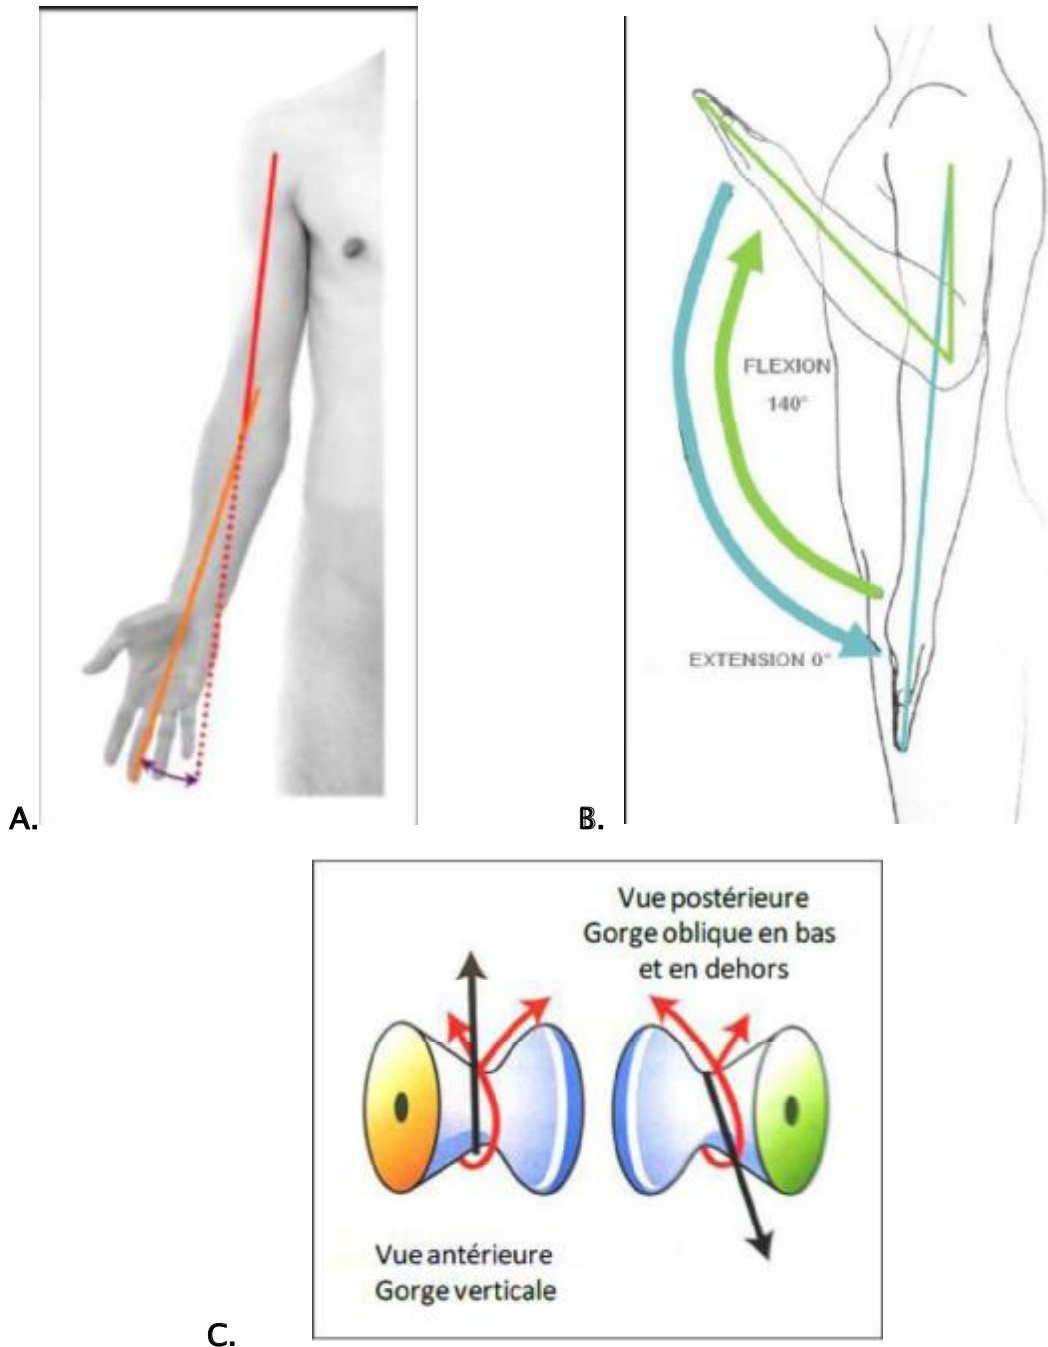 FLEXION
140°
EXTENSION 0°
A.
B.
Vue postérieure
Gorge oblique en bas
et en dehors
Vue antérieure
Gorge verticale
C.